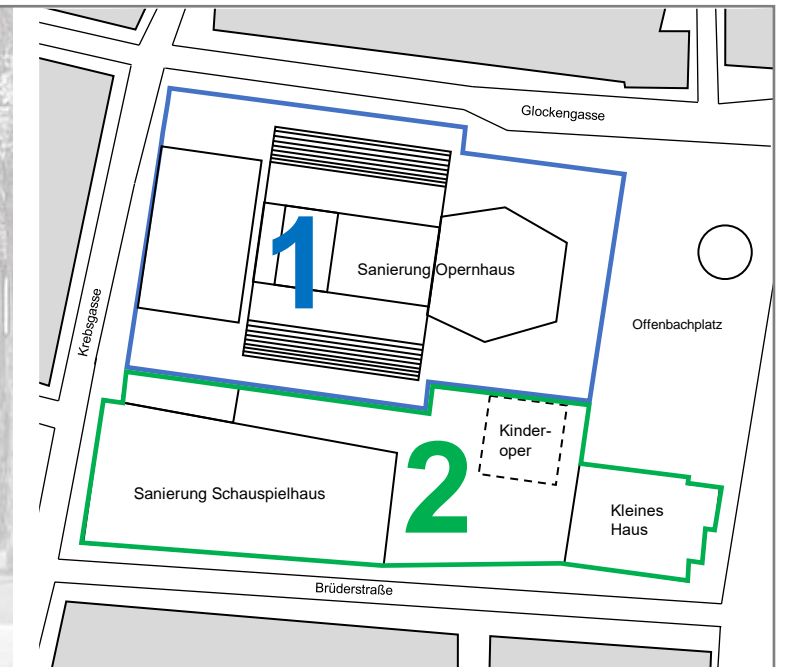 Glockengasse
1
Sanierung Opernhaus
Krebsgasse
Offenbachplatz
2
Kinder-
oper
Sanierung Schauspielhaus
Kleines
Haus
Brüderstraße